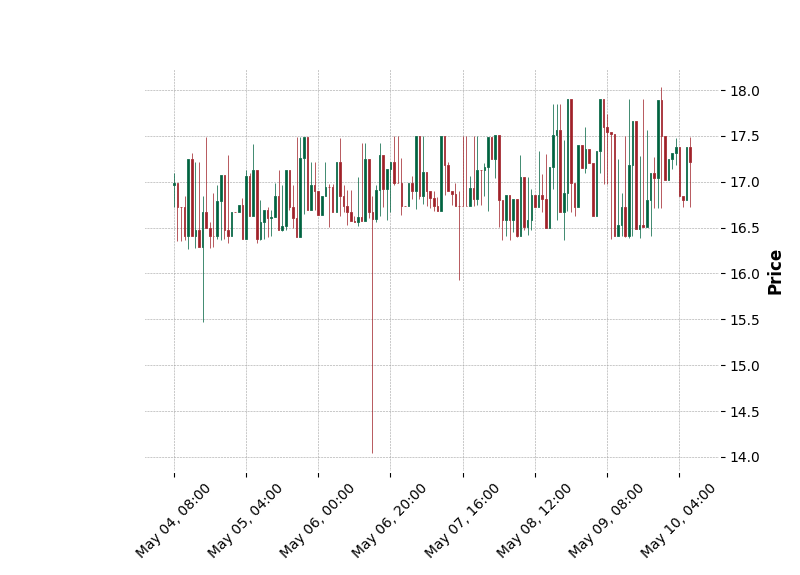 18.0
17.5
17.0
16.5
16.0
15.5
15.0
14.5
14.0
Price
May 04, 08:00
May 05, 04:00
May 06, 00:00
May 06, 20:00
May 07, 16:00
May 08, 12:00
May 09, 08:00
May 10, 04:00